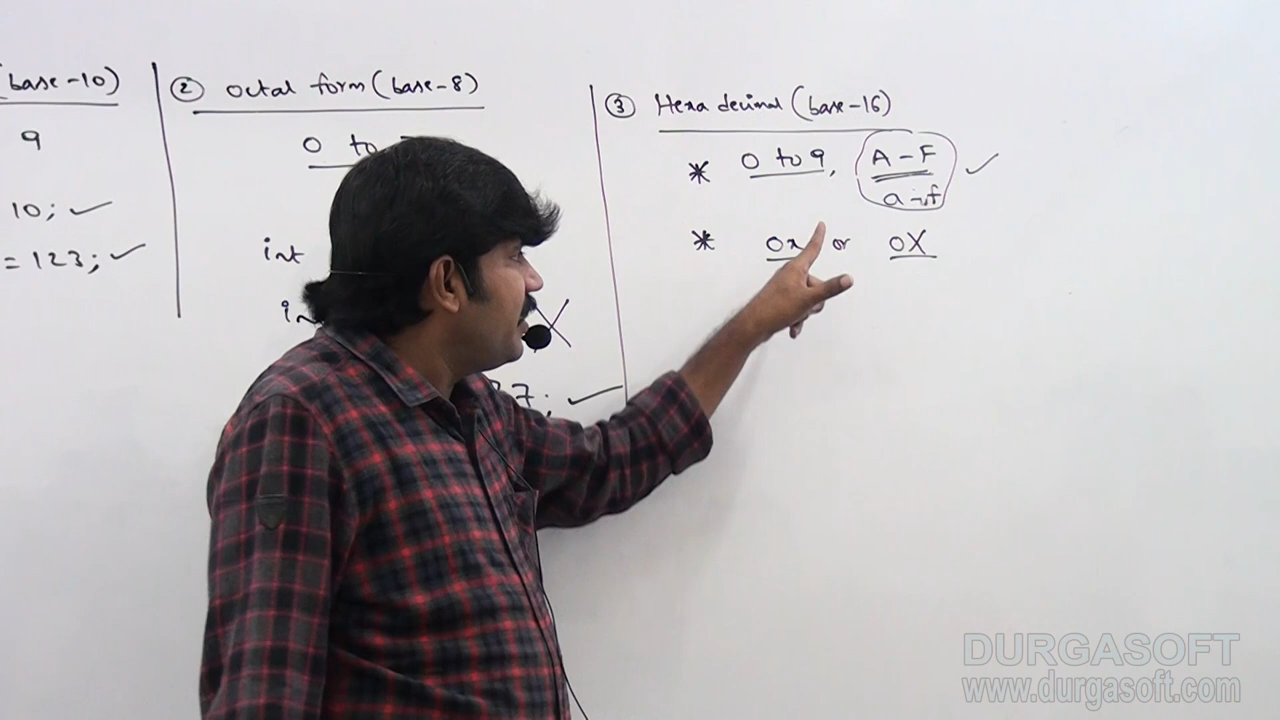 (base-10)
9
10;
= 123;
② Octal form (base-8)
0 to
int
X
7;
③ Hexa decimal (base-16)
* 0 to 9, A-F
a-f
* 0x or 0X
DURGASOFT
www.durgasoft.com